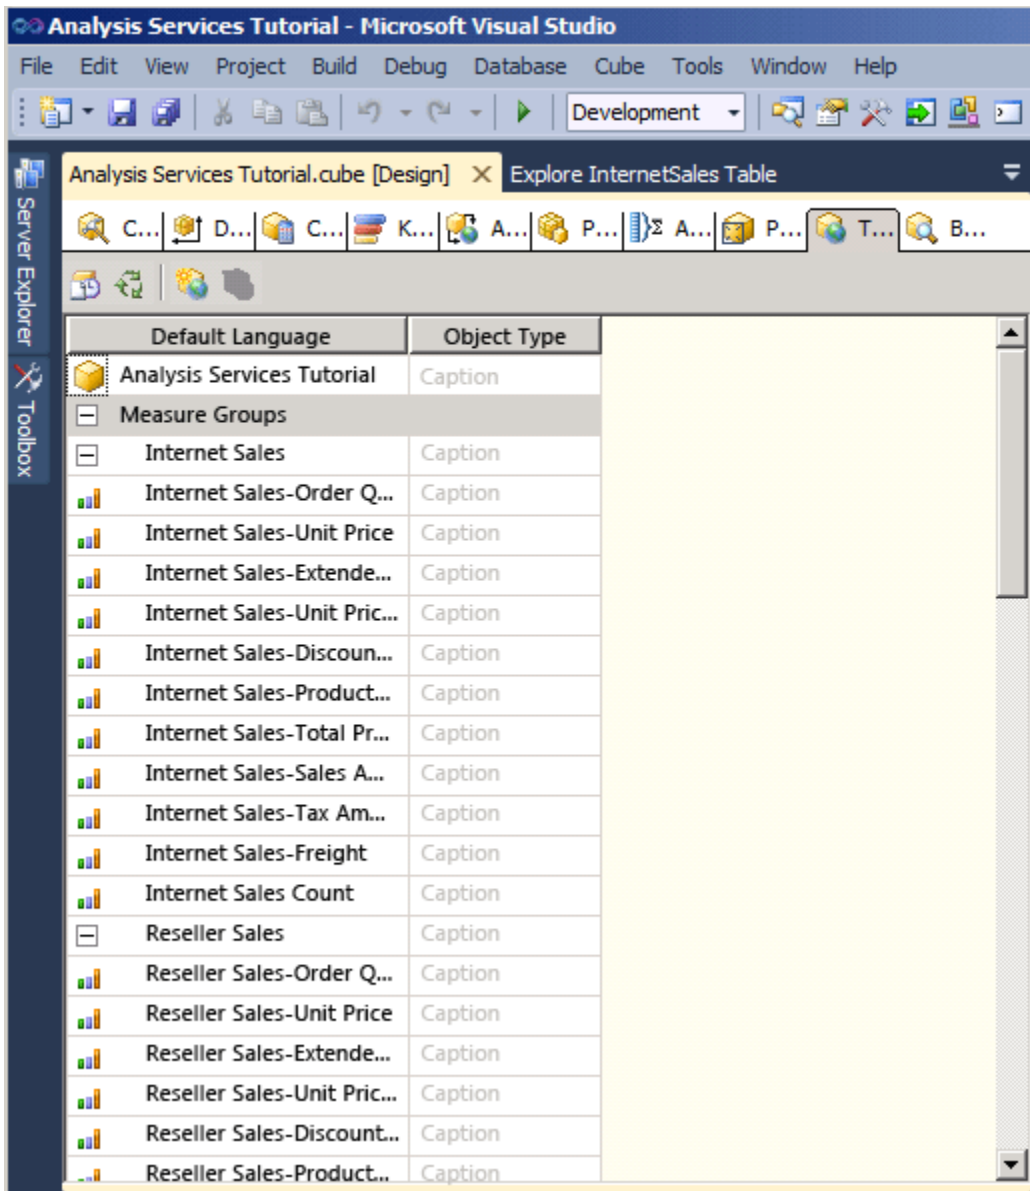 Analysis Services Tutorial - Microsoft Visual Studio
File Edit View Project Build Debug Database Cube Tools Window Help
Development
Analysis Services Tutorial.cube [Design] Explore InternetSales Table
C... D... C... K... A... P... A... P... T... B...
Server Explorer
Toolbox
Default Language Object Type
Analysis Services Tutorial Caption
Measure Groups
Internet Sales Caption
Internet Sales-Order Q... Caption
Internet Sales-Unit Price Caption
Internet Sales-Extende... Caption
Internet Sales-Unit Pric... Caption
Internet Sales-Discoun... Caption
Internet Sales-Product... Caption
Internet Sales-Total Pr... Caption
Internet Sales-Sales A... Caption
Internet Sales-Tax Am... Caption
Internet Sales-Freight Caption
Internet Sales Count Caption
Reseller Sales Caption
Reseller Sales-Order Q... Caption
Reseller Sales-Unit Price Caption
Reseller Sales-Extende... Caption
Reseller Sales-Unit Pric... Caption
Reseller Sales-Discount... Caption
Reseller Sales-Product... Caption